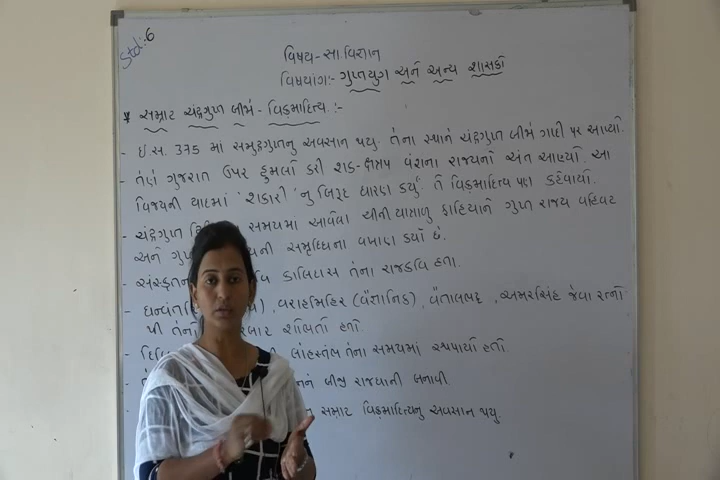 Std:-6
વિષય-સા.વિજ્ઞાન
વિષયાંગ:- ગુપ્તયુગ અને અન્ય શાસકો
* સમ્રાટ ચંદ્રગુપ્ત બીજો - વિક્રમાદિત્ય :-
- ઇ.સ. 375 માં સમુદ્રગુપ્તનુ અવસાન થયુ. તેના સ્થાને ચંદ્રગુપ્ત બીજો ગાદી પર આવ્યો.
- તેણે ગુજરાત ઉપર હુમલો કરી શક-ક્ષત્રપ વંશના રાજ્યનો અંત આણ્યો. આ
વિજયની યાદમાં 'શકારી' નુ બિરૂદ ધારણ કર્યું. તે વિક્રમાદિત્ય પણ કહેવાયો.
- ચંદ્રગુપ્ત સમયમાં આવેલા ચીની યાત્રાળુ ફાહિયાને ગુપ્ત રાજ્ય વહિવટ
અને ની સમૃધ્ધિના વખાણ કર્યા છે.
- કાલિદાસ તેના રાજકવિ હતા.
- , વરાહમિહિર (વૈજ્ઞાનિક), વૈતાલભટ્ટ , અમરસિંહ જેવા રત્નો
થી શોભતો હતો.
- લોહસ્તંભ તેના સમયમાં સ્થપાયો હતો.
બીજી રાજધાની બનાવી.
સમ્રાટ વિક્રમાદિત્યનુ અવસાન થયુ.